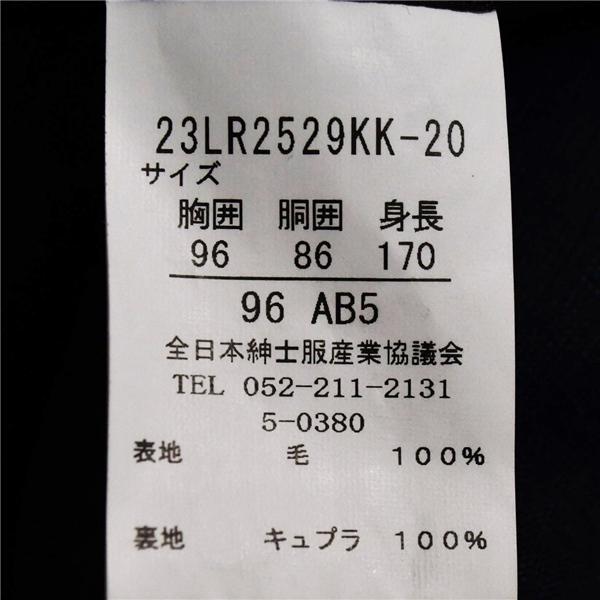 23LR2529KK-20
サイズ
胸囲 胴囲 身長
96 86 170
96 AB5
全日本紳士服産業協議会
TEL 052-211-2131
5-0380
表地 毛 100%
裏地 キュプラ 100%